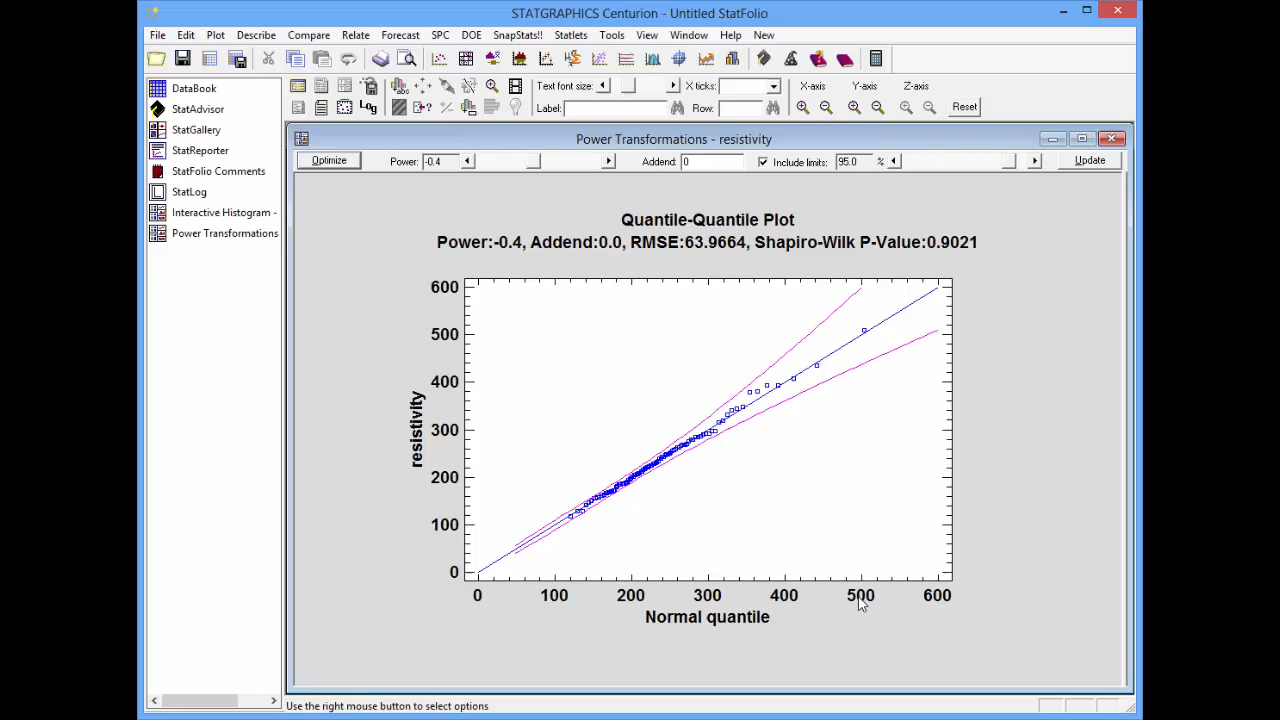 STATGRAPHICS Centurion - Untitled StatFolio
File Edit Plot Describe Compare Relate Forecast SPC DOE SnapStats!! Statlets Tools View Window Help New
Text font size: X ticks: X-axis Y-axis Z-axis
Log Label: Row: Reset
DataBook
StatAdvisor
StatGallery
StatReporter
StatFolio Comments
StatLog
Interactive Histogram -
Power Transformations
Power Transformations - resistivity
Optimize Power: -0.4 Addend: 0 Include limits: 95.0 % Update
Quantile-Quantile Plot
Power:-0.4, Addend:0.0, RMSE:63.9664, Shapiro-Wilk P-Value:0.9021
600
500
400
300
200
100
0
resistivity
0 100 200 300 400 500 600
Normal quantile
Use the right mouse button to select options